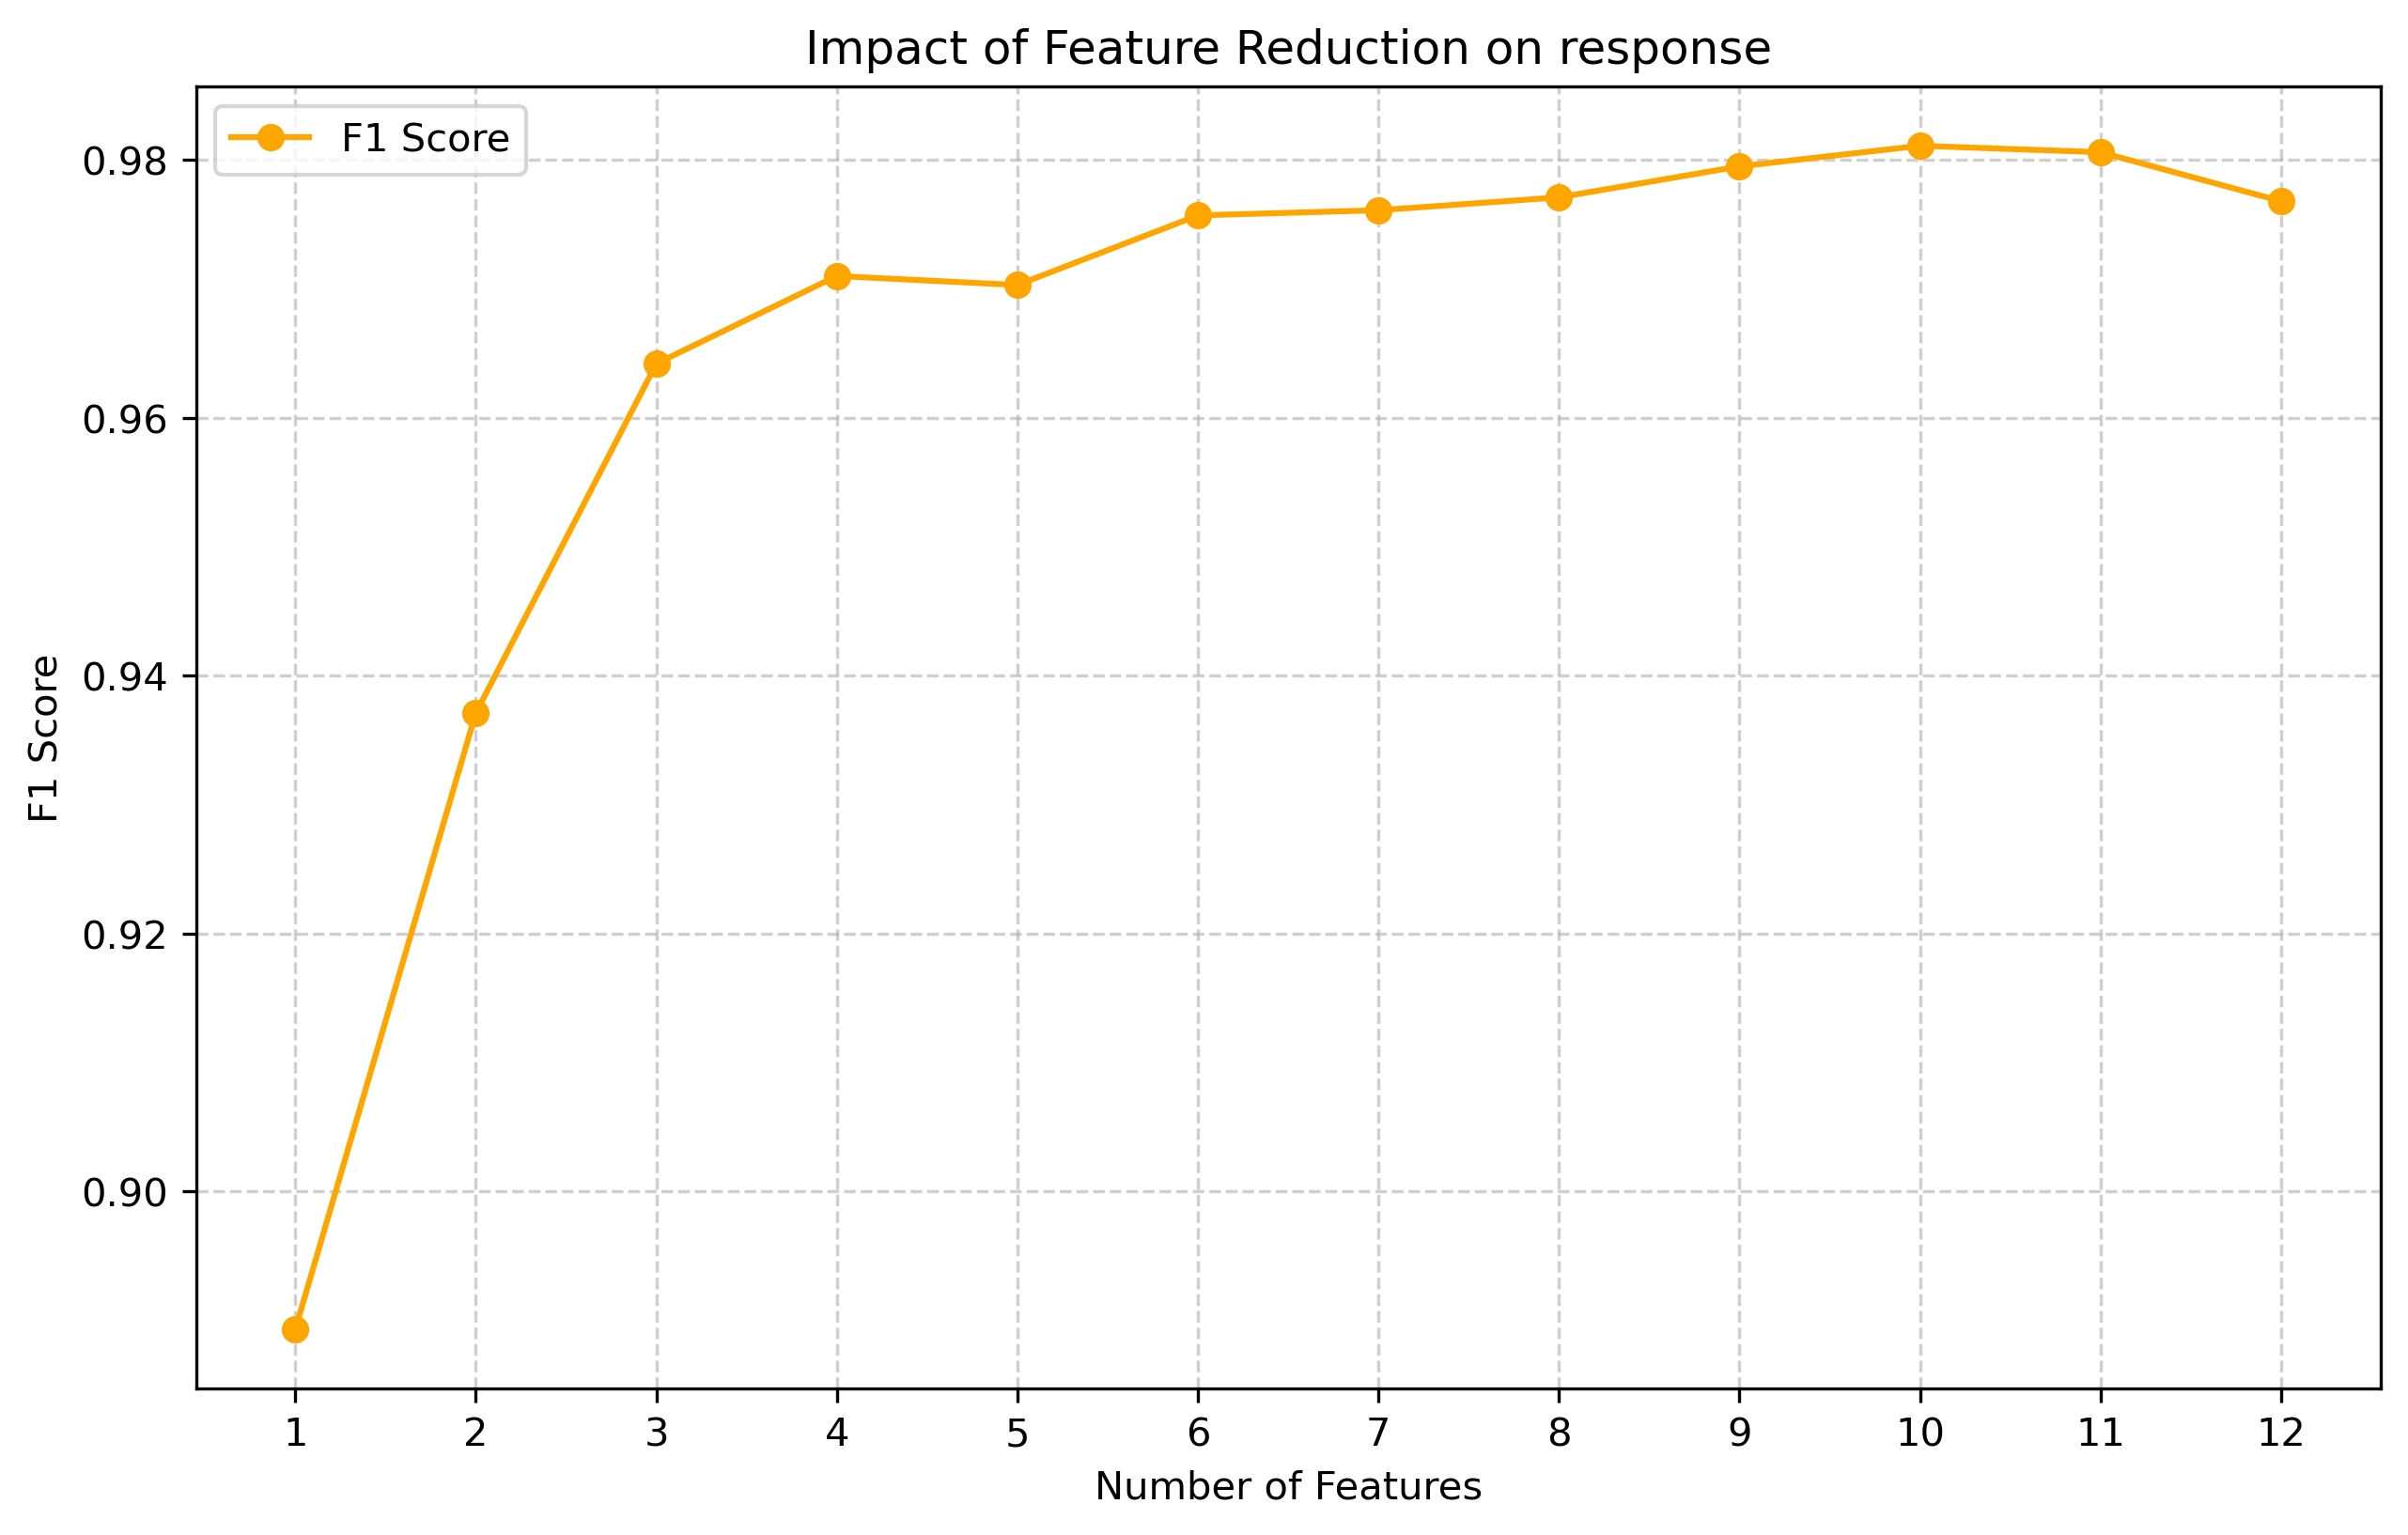 Impact of Feature Reduction on response
F1 Score
0.98
0.96
0.94
0.92
0.90
F1 Score
1 2 3 4 5 6 7 8 9 10 11 12
Number of Features